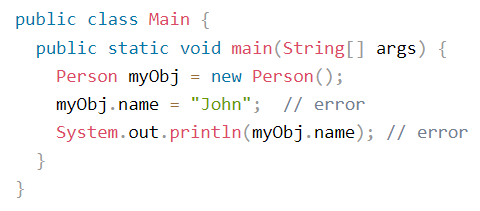 public class Main {
  public static void main(String[] args) {
    Person myObj = new Person();
    myObj.name = "John";  // error
    System.out.println(myObj.name); // error
  }
}